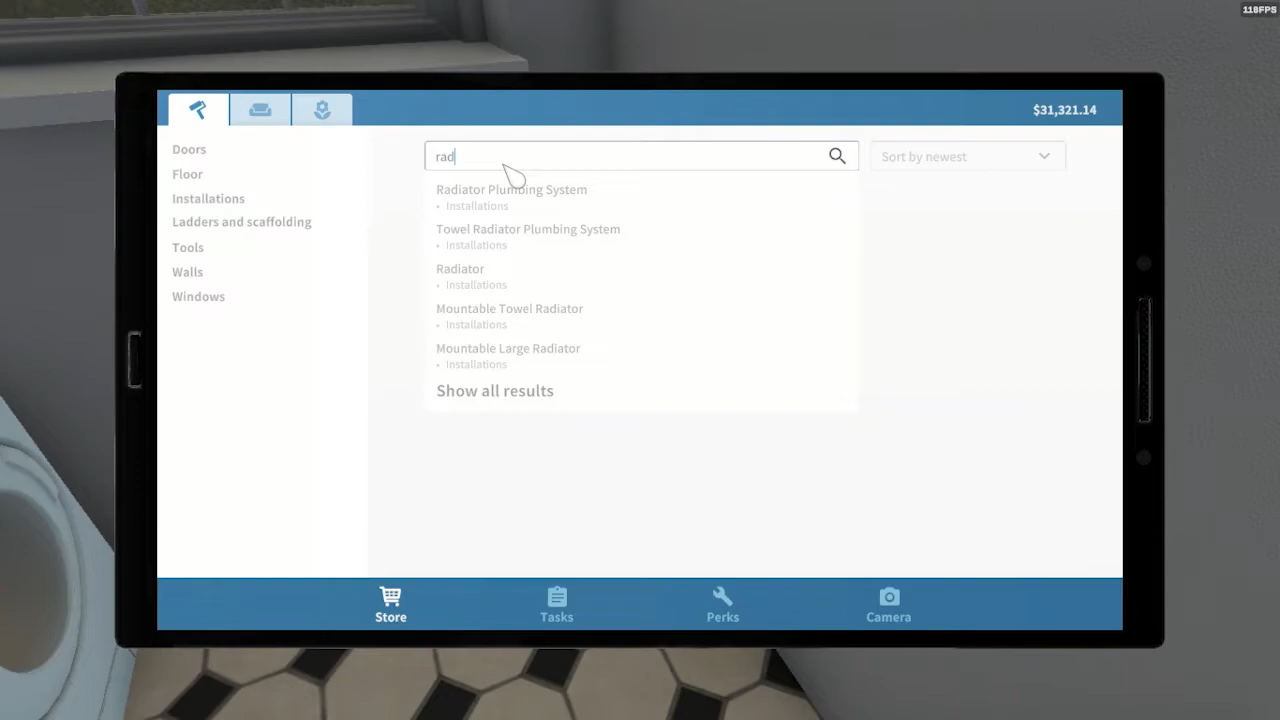 118FPS
$31,321.14
Doors
Floor
Installations
Ladders and scaffolding
Tools
Walls
Windows
rad
Sort by newest
Radiator Plumbing System
• Installations
Towel Radiator Plumbing System
• Installations
Radiator
• Installations
Mountable Towel Radiator
• Installations
Mountable Large Radiator
• Installations
Show all results
Store
Tasks
Perks
Camera